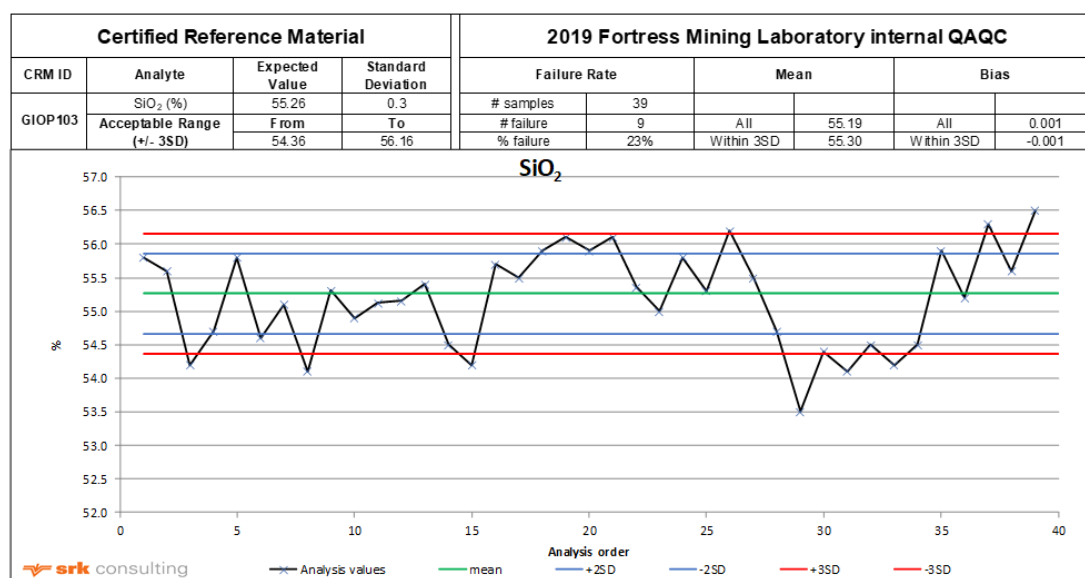 Certified Reference Material
2019 Fortress Mining Laboratory internal QAQC
CRM ID Analyte Expected Value Standard Deviation
Failure Rate Mean Bias
GIOP103
SiO₂ (%) 55.26 0.3
# samples 39
Acceptable Range (+/- 3SD) From To
54.36 56.16
# failure 9 All 55.19 All 0.001
% failure 23% Within 3SD 55.30 Within 3SD -0.001
SiO₂
57.0
56.5
56.0
55.5
55.0
54.5
54.0
53.5
53.0
52.5
52.0
%
0 5 10 15 20 25 30 35 40
Analysis order
srk consulting
Analysis values mean +2SD -2SD +3SD -3SD